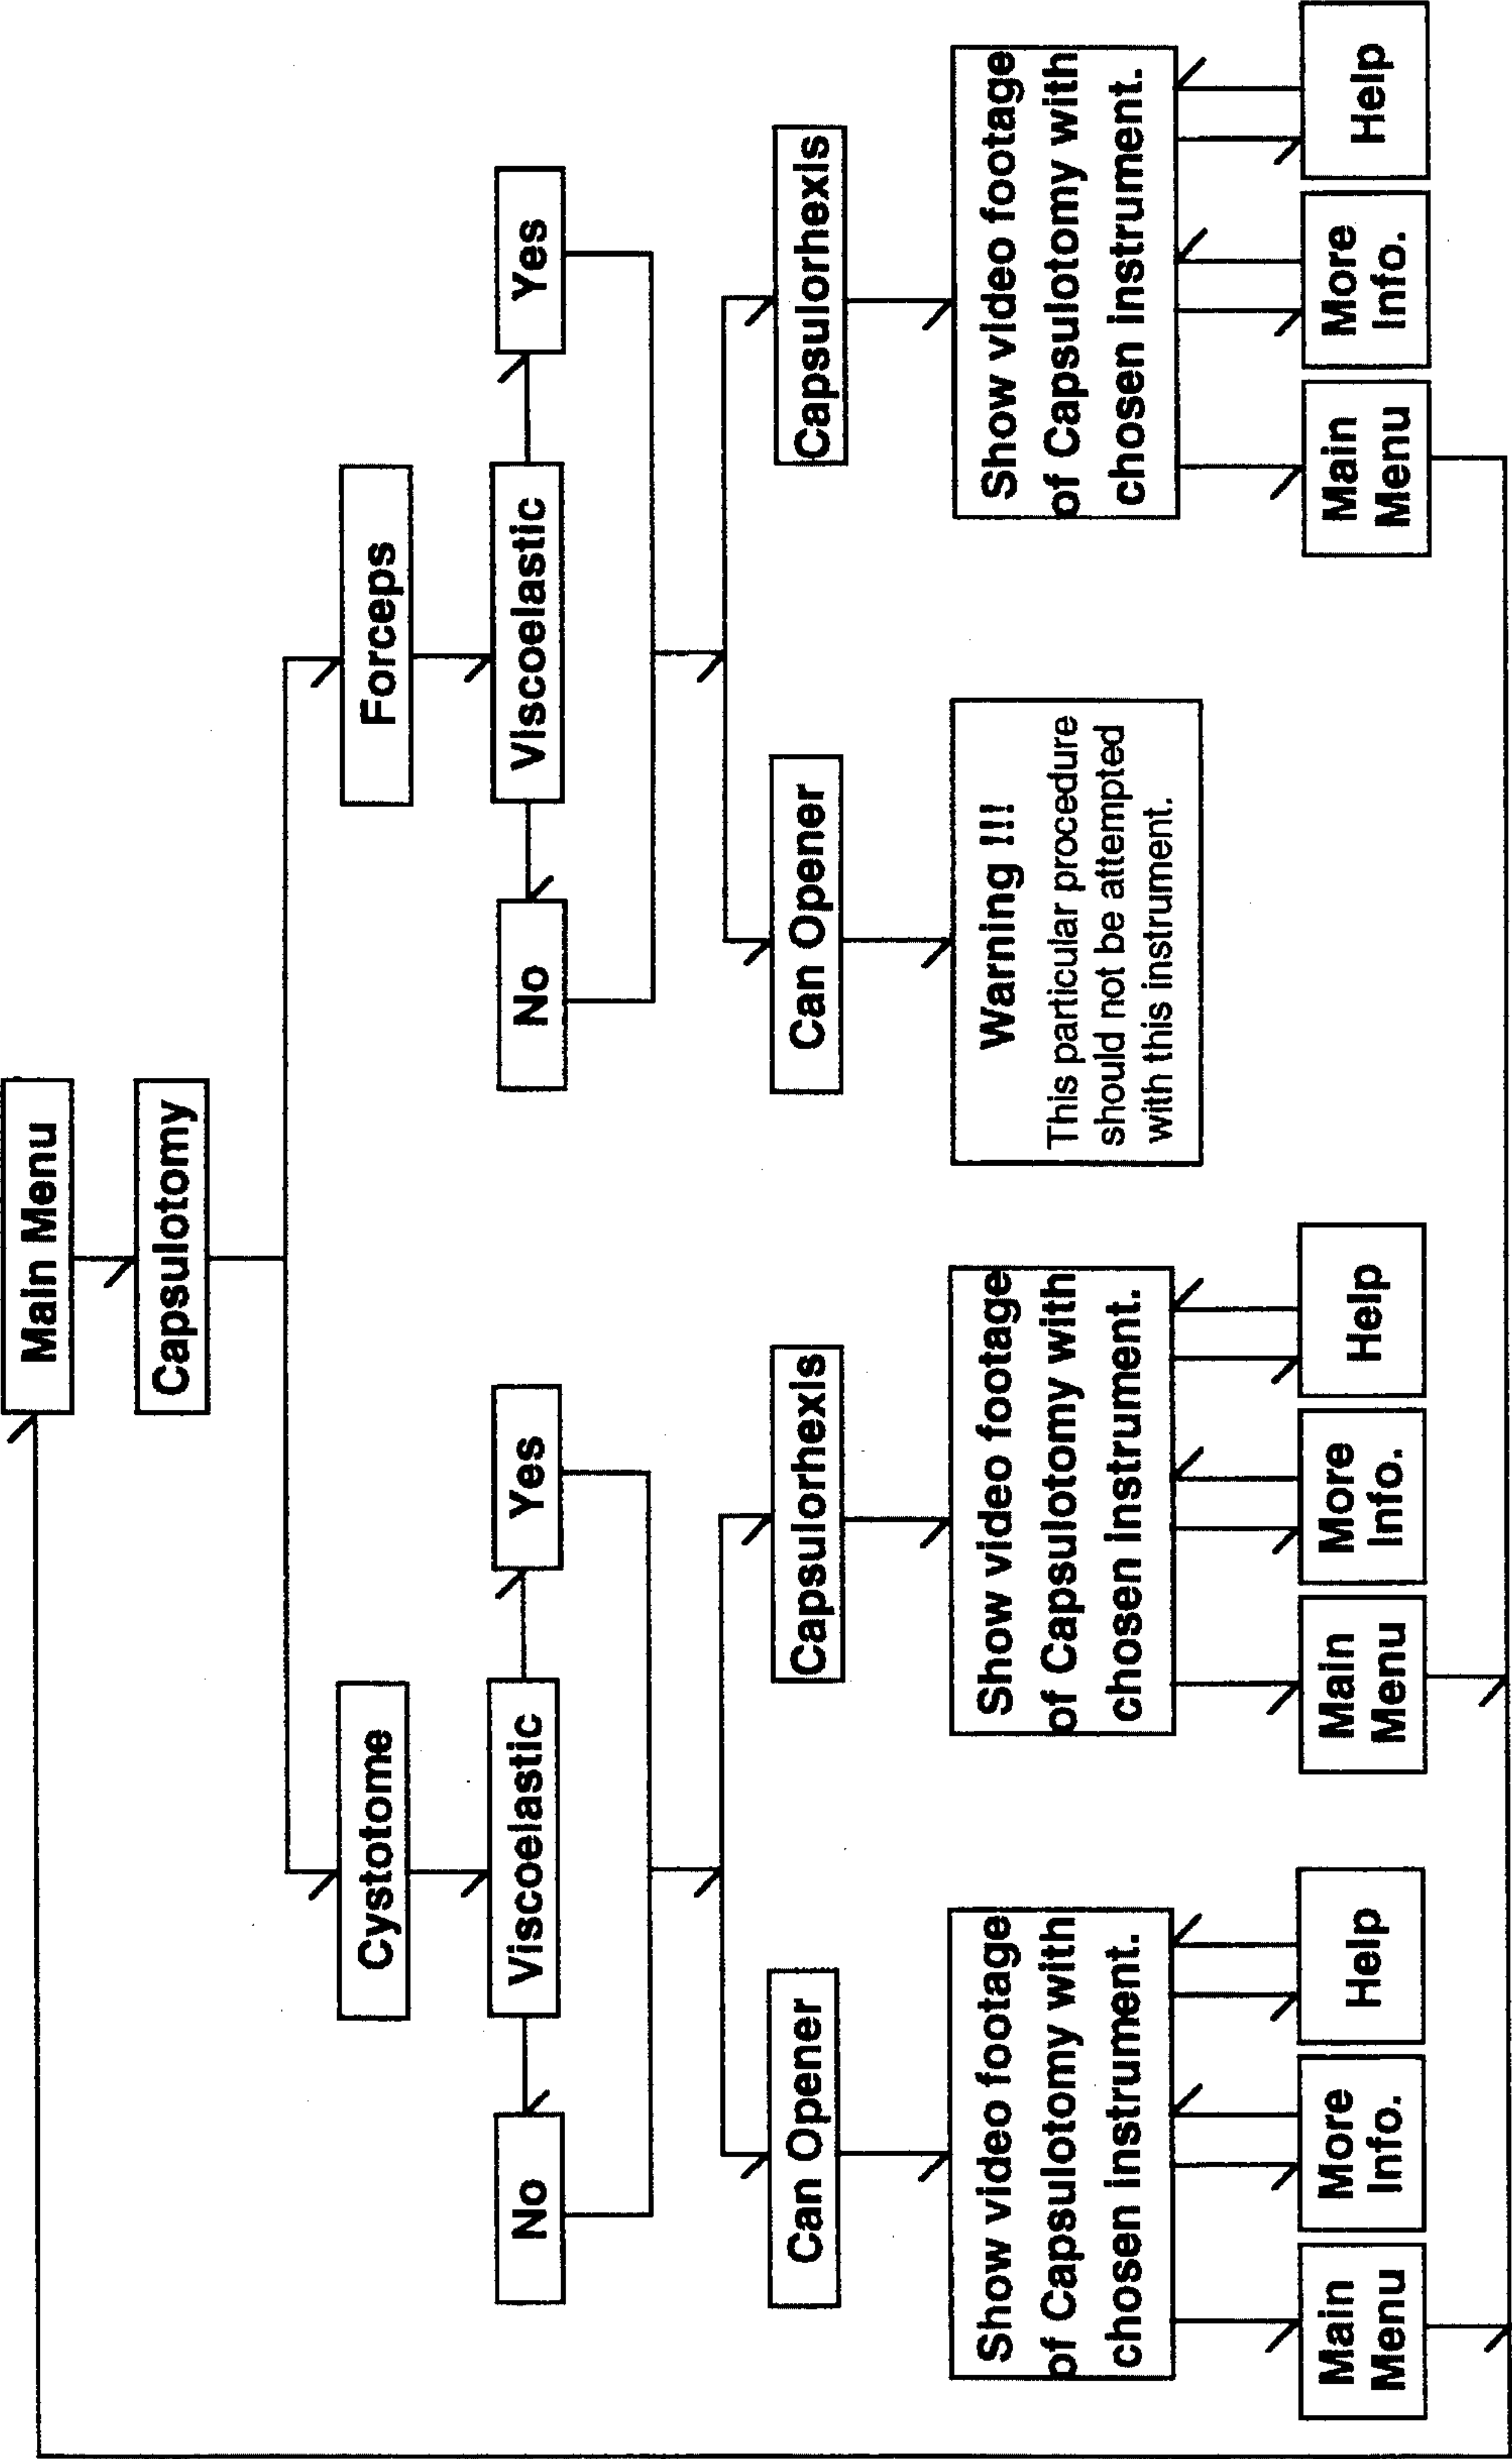 Main Menu
Capsulotomy
Cystotome
Forceps
No
Viscoelastic
Yes
No
Viscoelastic
Yes
Can Opener
Capsulorhexis
Can Opener
Capsulorhexis
Show video footage
of Capsulotomy with
chosen instrument.
Show video footage
of Capsulotomy with
chosen instrument.
Warning !!!
This particular procedure
should not be attempted
with this instrument.
Show video footage
of Capsulotomy with
chosen instrument.
Main
Menu
More
Info.
Help
Main
Menu
More
Info.
Help
Main
Menu
More
Info.
Help